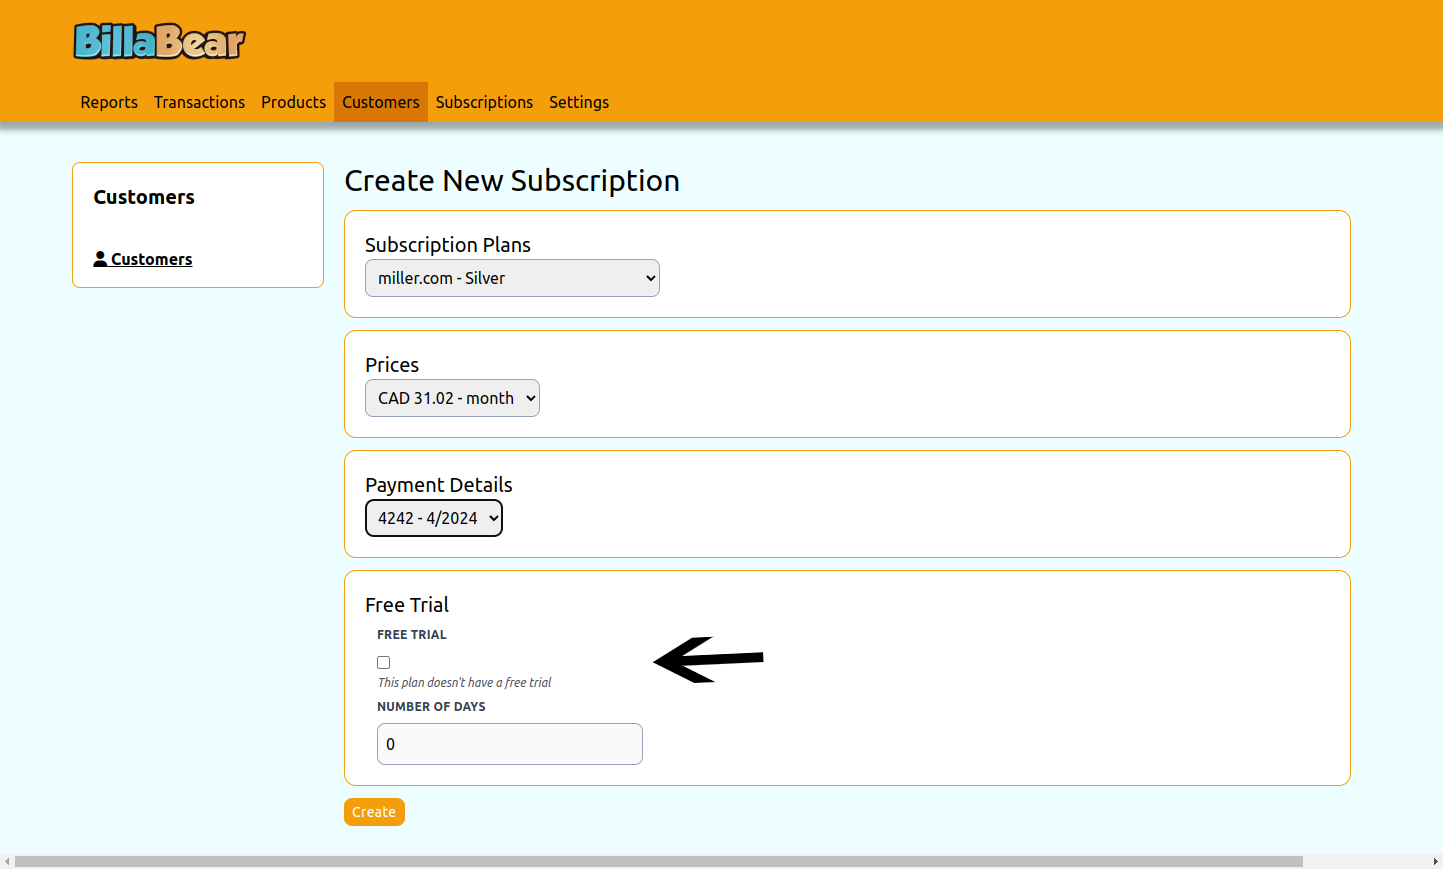 BillaBear
Reports Transactions Products Customers Subscriptions Settings
Customers
Customers
Create New Subscription
Subscription Plans
miller.com - Silver
Prices
CAD 31.02 - month
Payment Details
4242 - 4/2024
Free Trial
FREE TRIAL
This plan doesn't have a free trial
NUMBER OF DAYS
0
Create